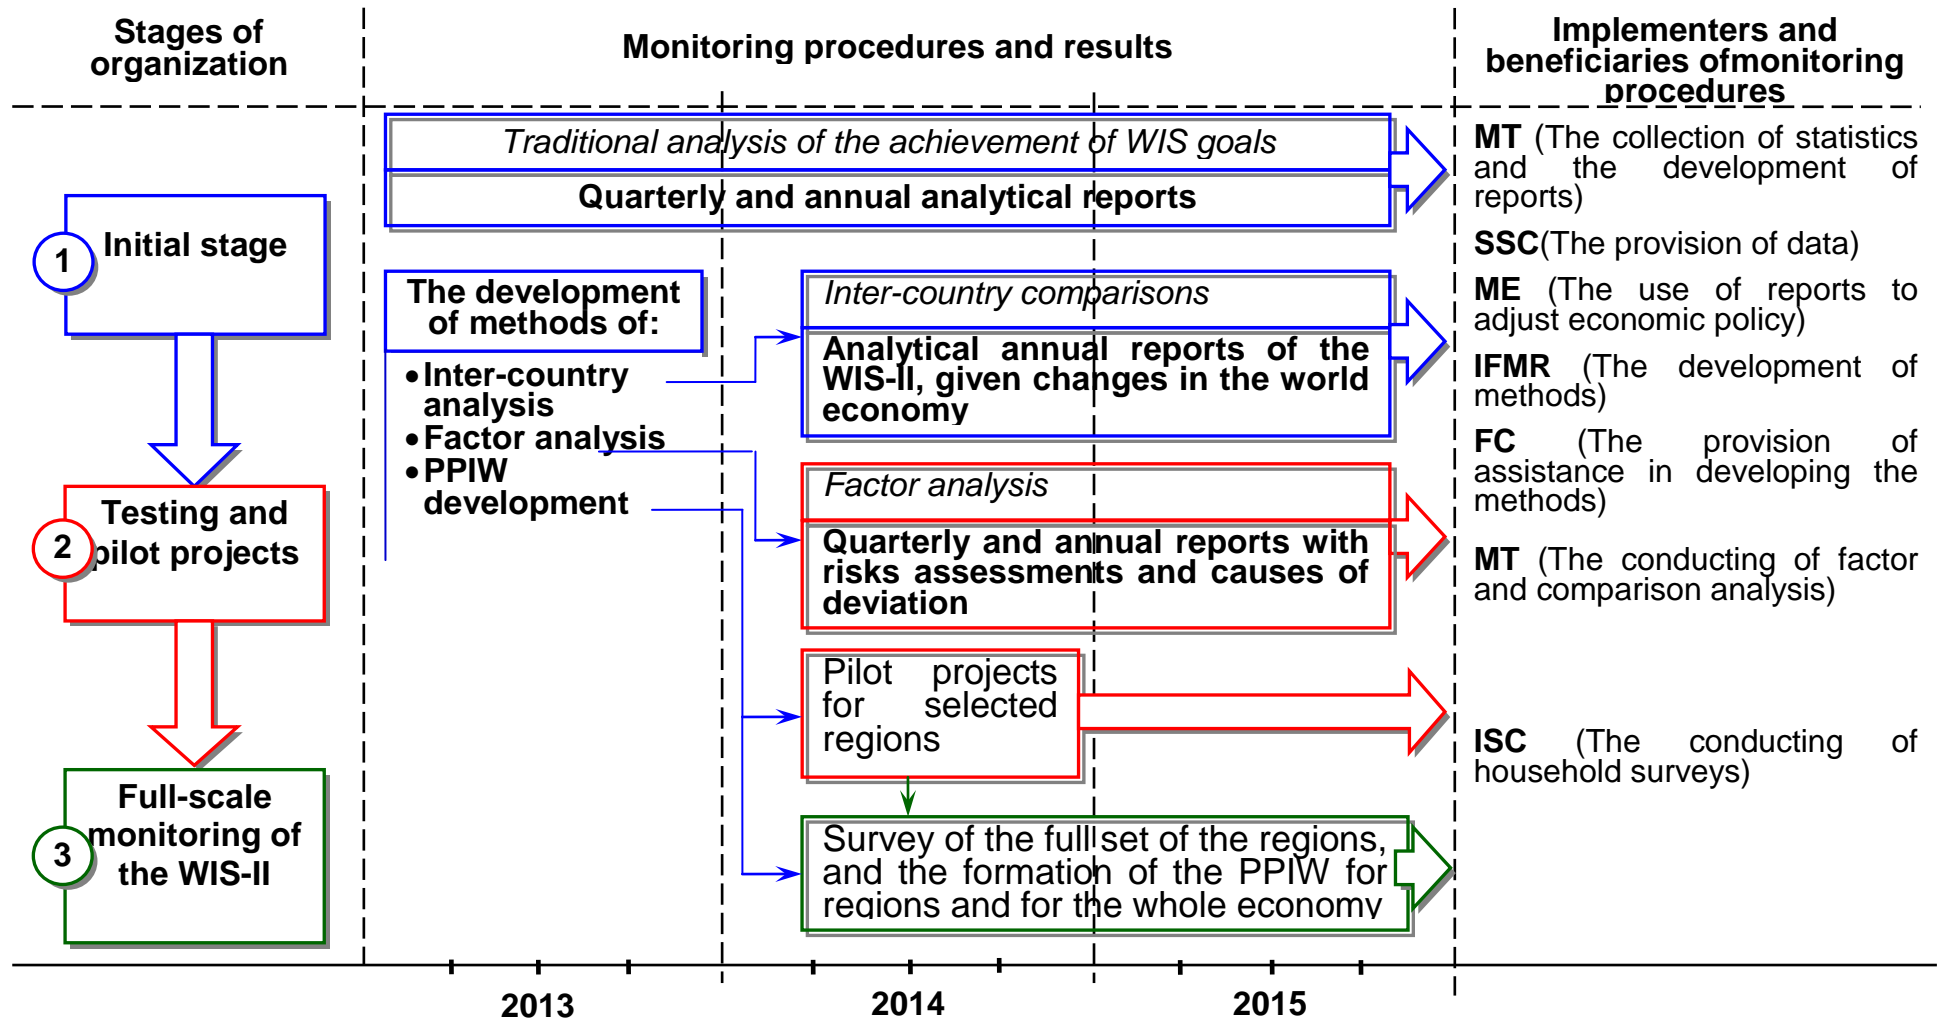 Stages of
organization
Monitoring procedures and results
Implementers and
beneficiaries ofmonitoring
procedures
1
Initial stage
2
Testing and
pilot projects
3
Full-scale
monitoring of
the WIS-II
Traditional analysis of the achievement of WIS goals
Quarterly and annual analytical reports
The development
of methods of:
•Inter-country
analysis
•Factor analysis
•PPIW
development
Inter-country comparisons
Analytical annual reports of the
WIS-II, given changes in the world
economy
Factor analysis
Quarterly and annual reports with
risks assessments and causes of
deviation
Pilot projects
for selected
regions
Survey of the full set of the regions,
and the formation of the PPIW for
regions and for the whole economy
MT (The collection of statistics
and the development of
reports)
SSC(The provision of data)
ME (The use of reports to
adjust economic policy)
IFMR (The development of
methods)
FC (The provision of
assistance in developing the
methods)
MT (The conducting of factor
and comparison analysis)
ISC (The conducting of
household surveys)
2013
2014
2015